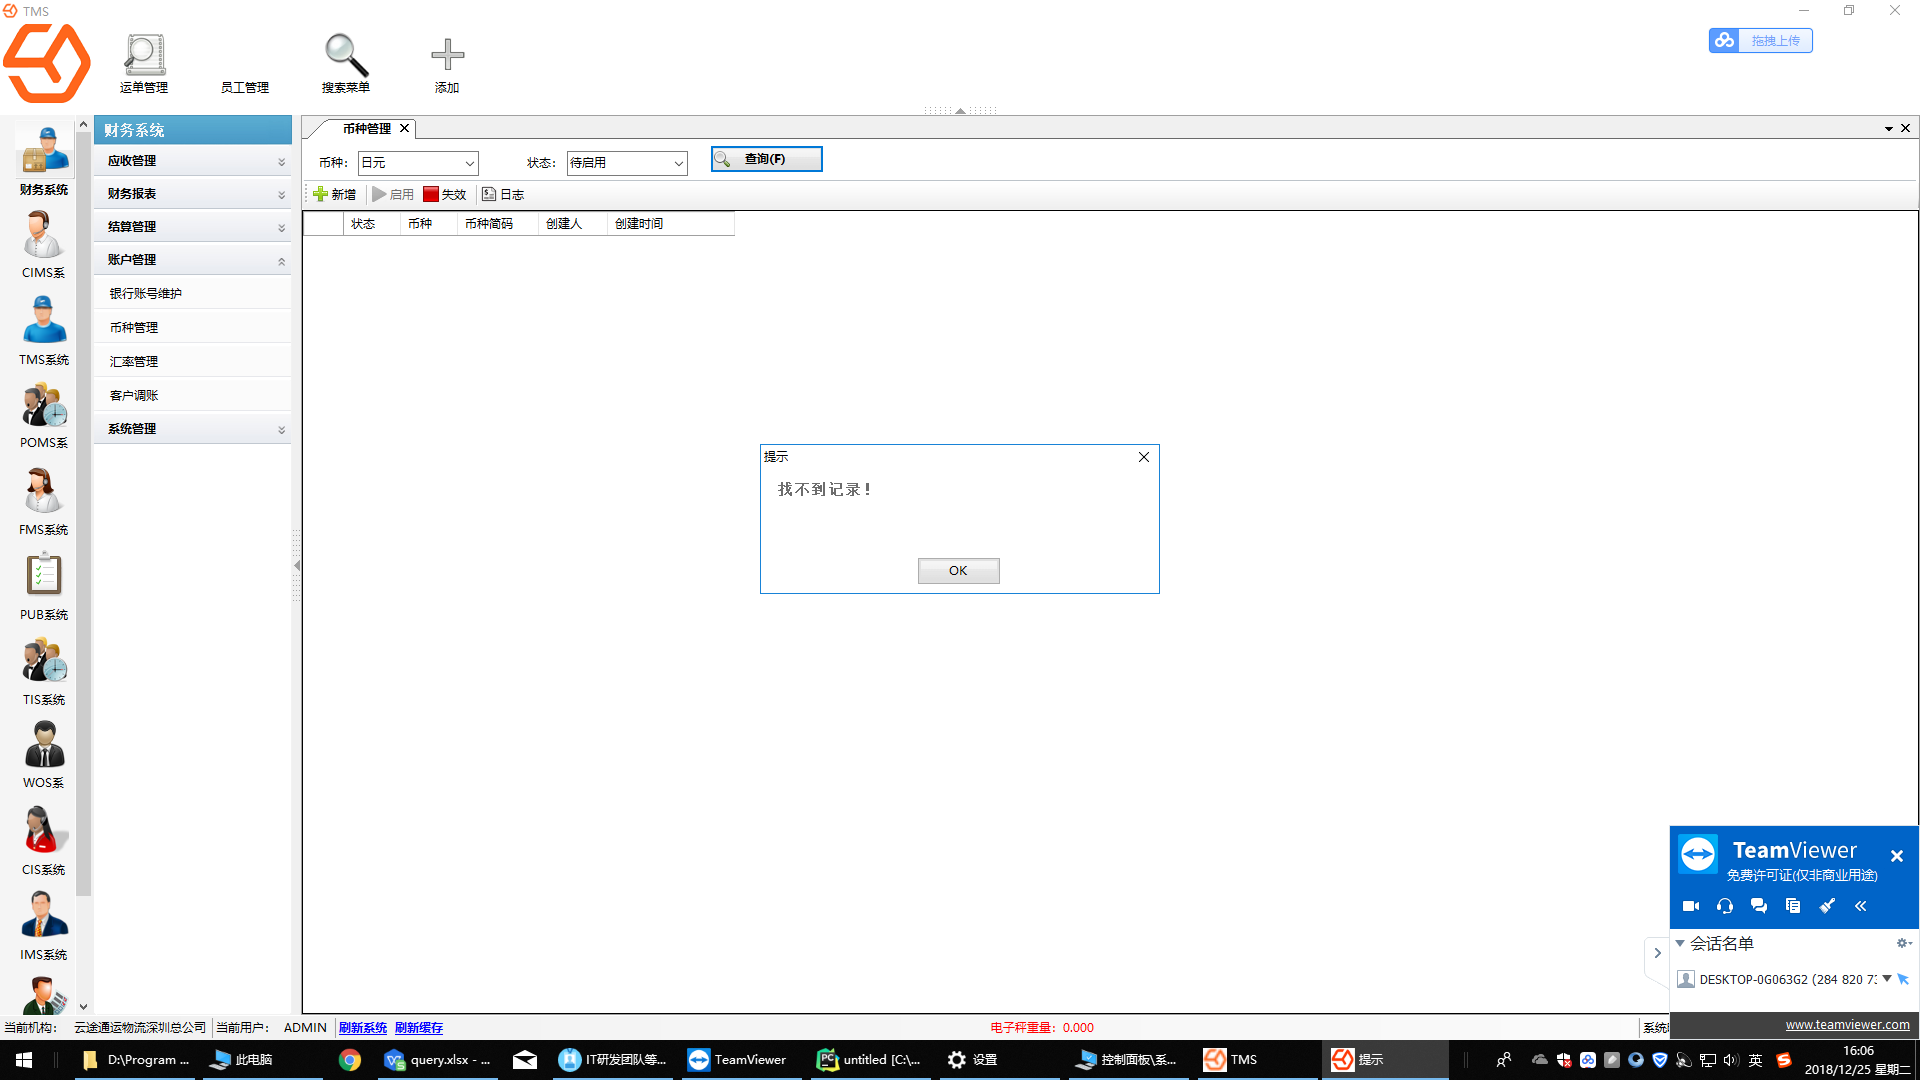 TMS
拖拽上传
运单管理
员工管理
搜索菜单
添加
财务系统
CIMS系
TMS系统
POMS系
FMS系统
PUB系统
TIS系统
WOS系
CIS系统
IMS系统
财务系统
应收管理
财务报表
结算管理
账户管理
银行账号维护
币种管理
汇率管理
客户调账
系统管理
币种管理
币种： 日元 状态： 待启用 查询(F)
新增 启用 失效 日志
状态 币种 币种简码 创建人 创建时间
提示
找不到记录！
OK
TeamViewer
免费许可证(仅非商业用途)
会话名单
DESKTOP-0G063G2 (284 820 7
www.teamviewer.com
当前机构： 云途通运物流深圳总公司 当前用户： ADMIN 刷新系统 刷新缓存 电子秤重量：0.000 系统
D:\Program ... 此电脑 query.xlsx - ... IT研发团队等... TeamViewer untitled [C:\... 设置 控制面板\系... TMS 提示 英 16:06
2018/12/25 星期二